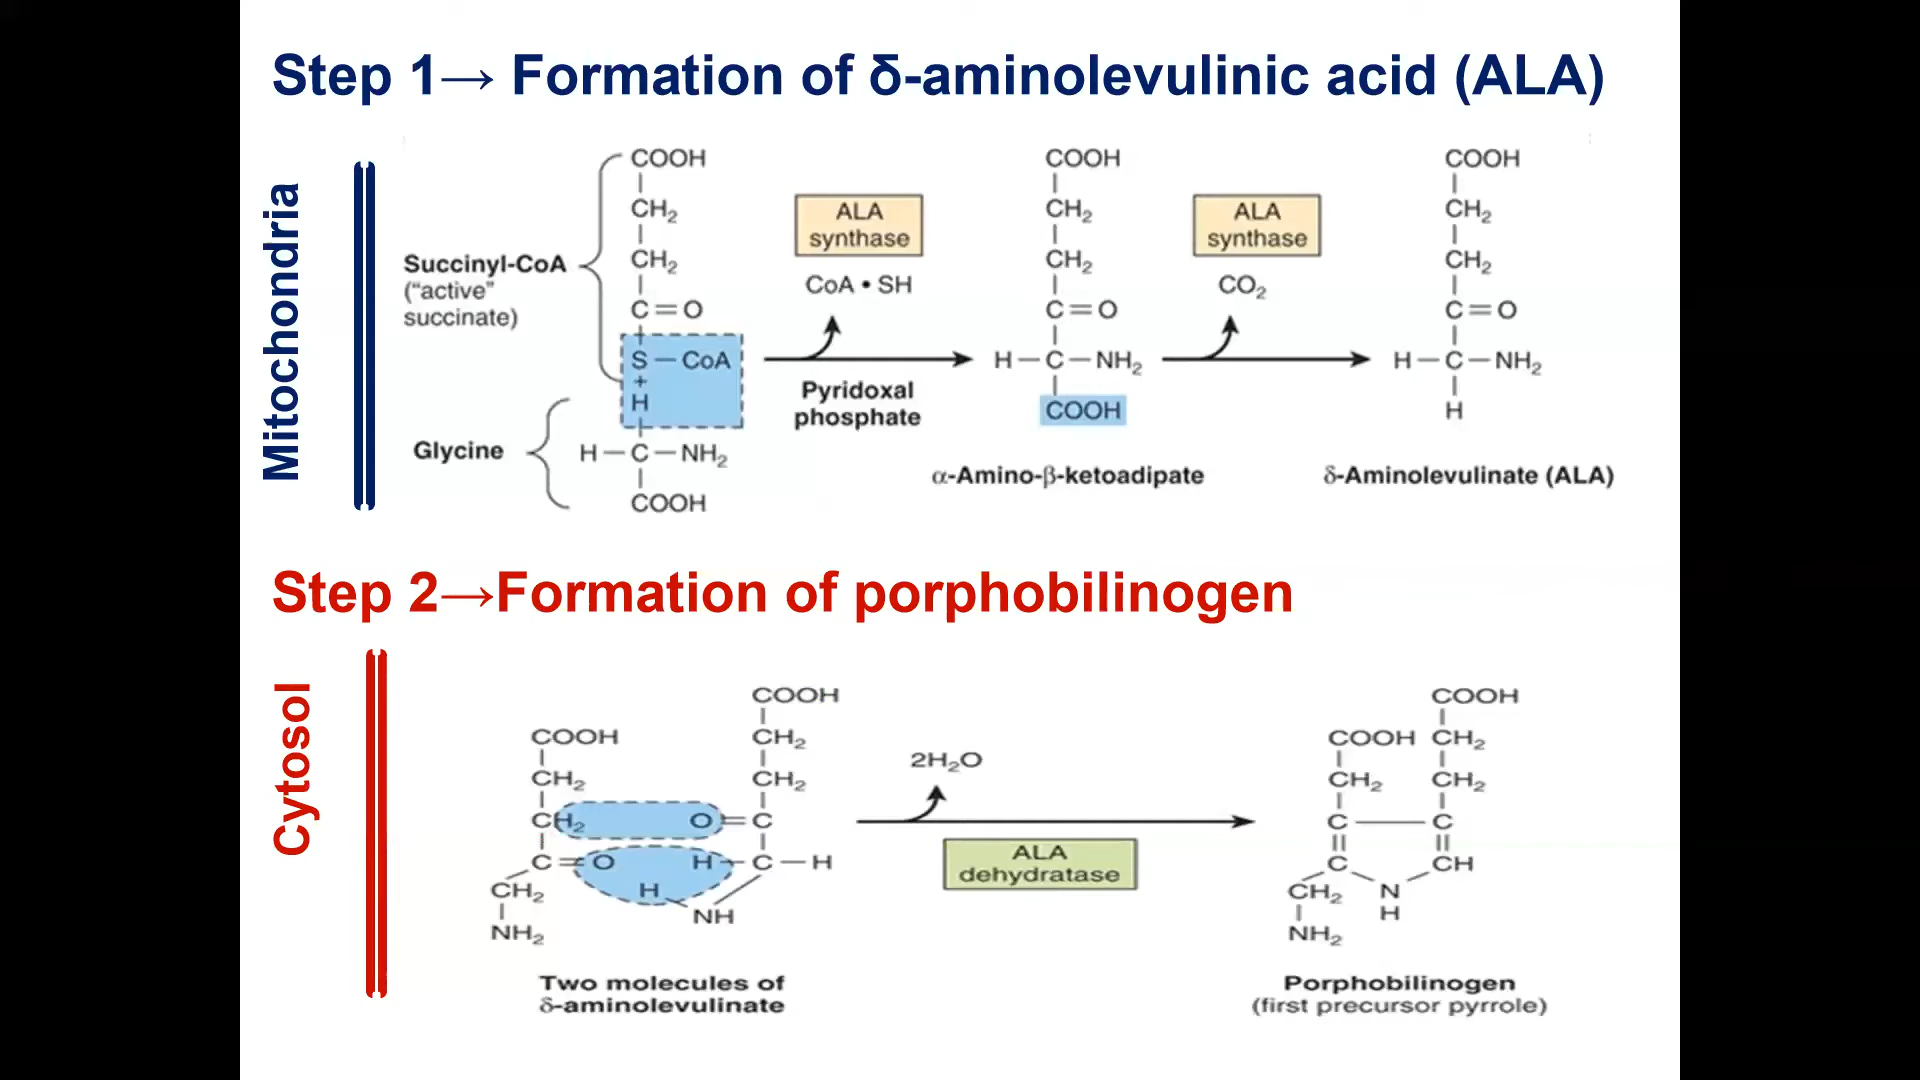 Step 1→ Formation of δ-aminolevulinic acid (ALA)
Mitochondria
Succinyl-CoA
("active"
succinate)
Glycine
COOH
CH₂
CH₂
C=O
S—CoA
+
H
H—C—NH₂
COOH
ALA
synthase
CoA • SH
Pyridoxal
phosphate
COOH
CH₂
CH₂
C=O
H—C—NH₂
COOH
α-Amino-β-ketoadipate
ALA
synthase
CO₂
COOH
CH₂
CH₂
C=O
H—C—NH₂
H
δ-Aminolevulinate (ALA)
Step 2→Formation of porphobilinogen
Cytosol
COOH
CH₂
CH₂
C=O
CH₂
NH₂
COOH
CH₂
CH₂
O=C
H—C—H
H
NH
Two molecules of
δ-aminolevulinate
2H₂O
ALA
dehydratase
COOH
COOH CH₂
CH₂ CH₂
C—C
C CH
CH₂ N
H
NH₂
Porphobilinogen
(first precursor pyrrole)